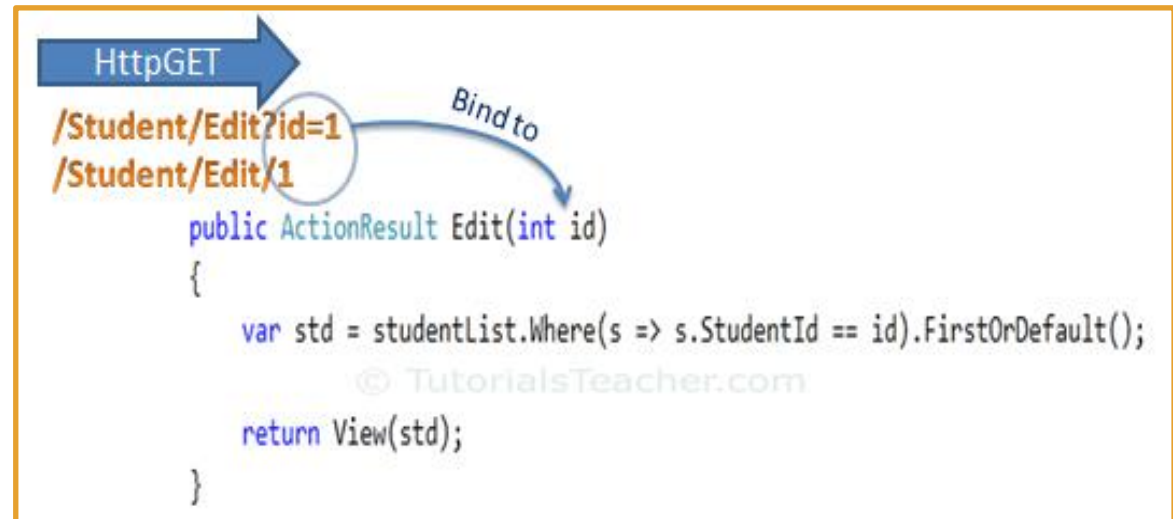 HttpGET
/Student/Edit?id=1
Bind to
/Student/Edit/1
public ActionResult Edit(int id)
{
var std = studentList.Where(s => s.StudentId == id).FirstOrDefault();
© TutorialsTeacher.com
return View(std);
}